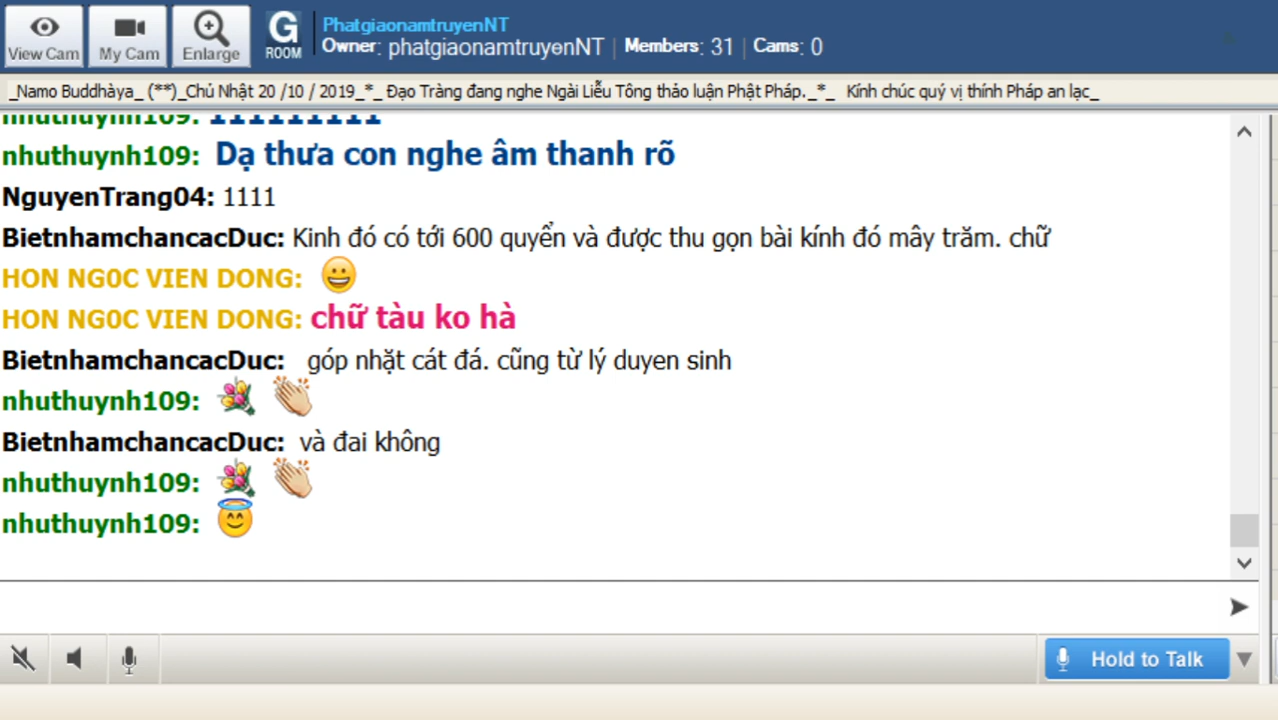 View Cam
My Cam
Enlarge
G
ROOM
PhatgiaonamtruyenNT
Owner: phatgiaonamtruyenNT | Members: 31 | Cams: 0
_Namo Buddhàya_ (**)_Chủ Nhật 20 /10 / 2019_*_ Đạo Tràng đang nghe Ngài Liễu Tông thảo luận Phật Pháp._*_ Kính chúc quý vị thính Pháp an lạc_
nhuthuynh109: 111111111
nhuthuynh109: Dạ thưa con nghe âm thanh rõ
NguyenTrang04: 1111
BietnhamchancacDuc: Kinh đó có tới 600 quyển và được thu gọn bài kính đó mây trăm. chữ
HON NG0C VIEN DONG: 😀
HON NG0C VIEN DONG: chữ tàu ko hà
BietnhamchancacDuc: góp nhặt cát đá. cũng từ lý duyen sinh
nhuthuynh109: 💐 👏
BietnhamchancacDuc: và đai không
nhuthuynh109: 💐 👏
nhuthuynh109: 😇
Hold to Talk